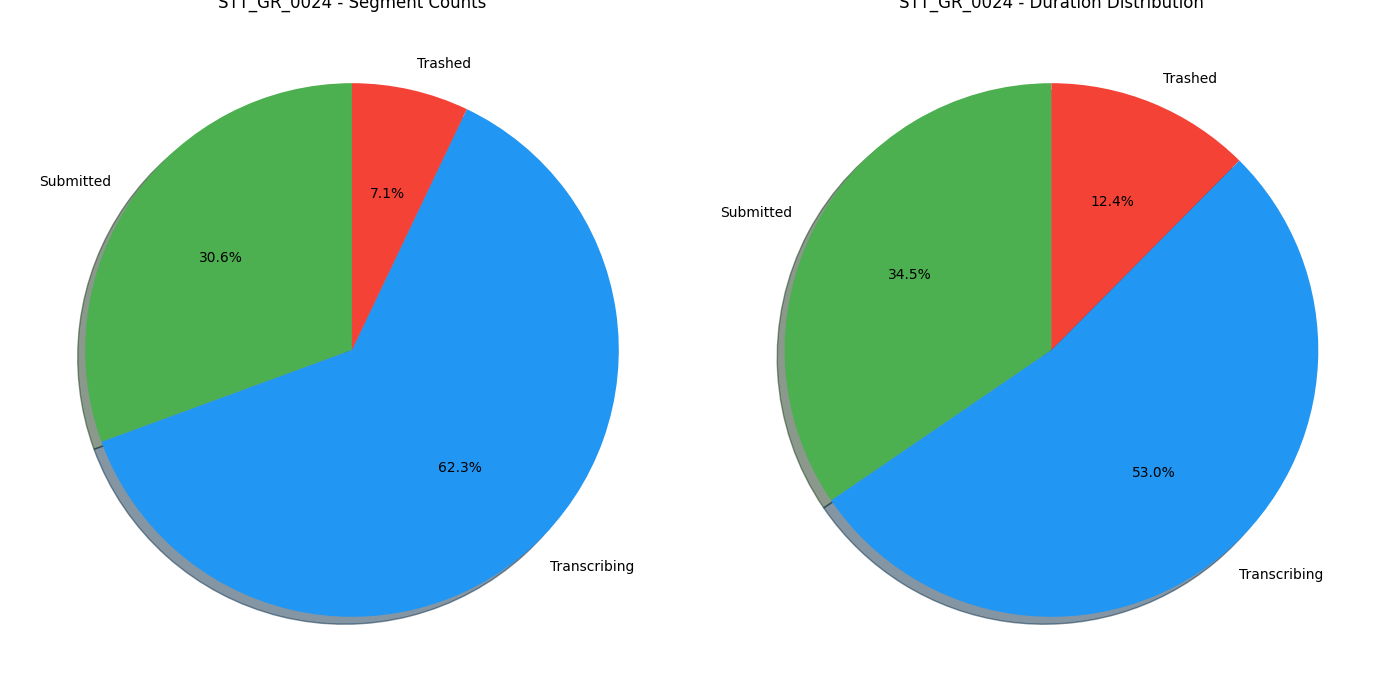 STT_GR_0024 - Segment Counts
Trashed
Submitted
7.1%
30.6%
62.3%
Transcribing
STT_GR_0024 - Duration Distribution
Trashed
Submitted
12.4%
34.5%
53.0%
Transcribing